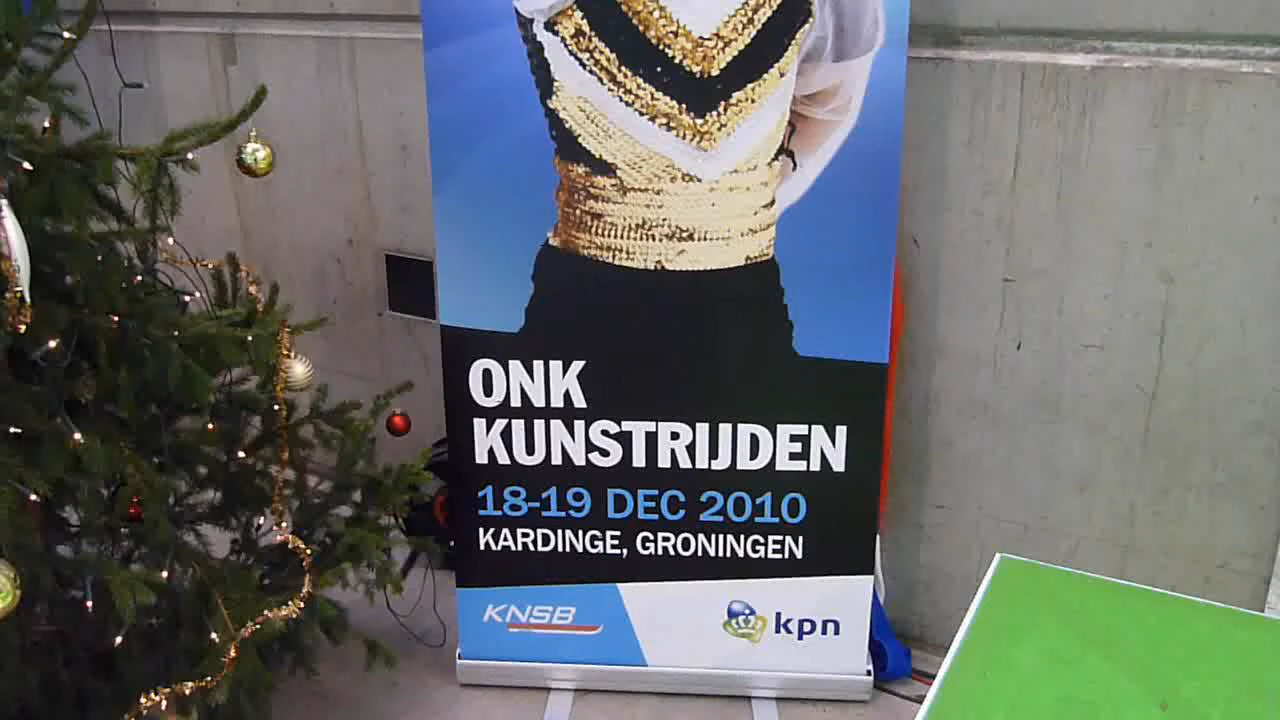 ONK
KUNSTRIJDEN
18-19 DEC 2010
KARDINGE, GRONINGEN
KNSB
kpn